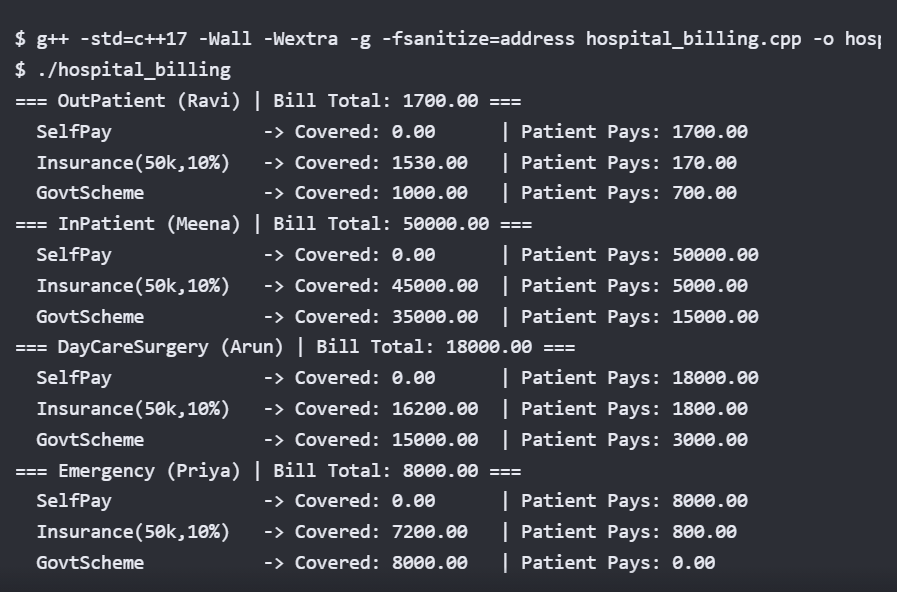 $ g++ -std=c++17 -Wall -Wextra -g -fsanitize=address hospital_billing.cpp -o
$ ./hospital_billing
=== OutPatient (Ravi) | Bill Total: 1700.00 ===
  SelfPay              -> Covered: 0.00      | Patient Pays: 1700.00
  Insurance(50k,10%)   -> Covered: 1530.00   | Patient Pays: 170.00
  GovtScheme           -> Covered: 1000.00   | Patient Pays: 700.00
=== InPatient (Meena) | Bill Total: 50000.00 ===
  SelfPay              -> Covered: 0.00      | Patient Pays: 50000.00
  Insurance(50k,10%)   -> Covered: 45000.00  | Patient Pays: 5000.00
  GovtScheme           -> Covered: 35000.00  | Patient Pays: 15000.00
=== DayCareSurgery (Arun) | Bill Total: 18000.00 ===
  SelfPay              -> Covered: 0.00      | Patient Pays: 18000.00
  Insurance(50k,10%)   -> Covered: 16200.00  | Patient Pays: 1800.00
  GovtScheme           -> Covered: 15000.00  | Patient Pays: 3000.00
=== Emergency (Priya) | Bill Total: 8000.00 ===
  SelfPay              -> Covered: 0.00      | Patient Pays: 8000.00
  Insurance(50k,10%)   -> Covered: 7200.00   | Patient Pays: 800.00
  GovtScheme           -> Covered: 8000.00   | Patient Pays: 0.00